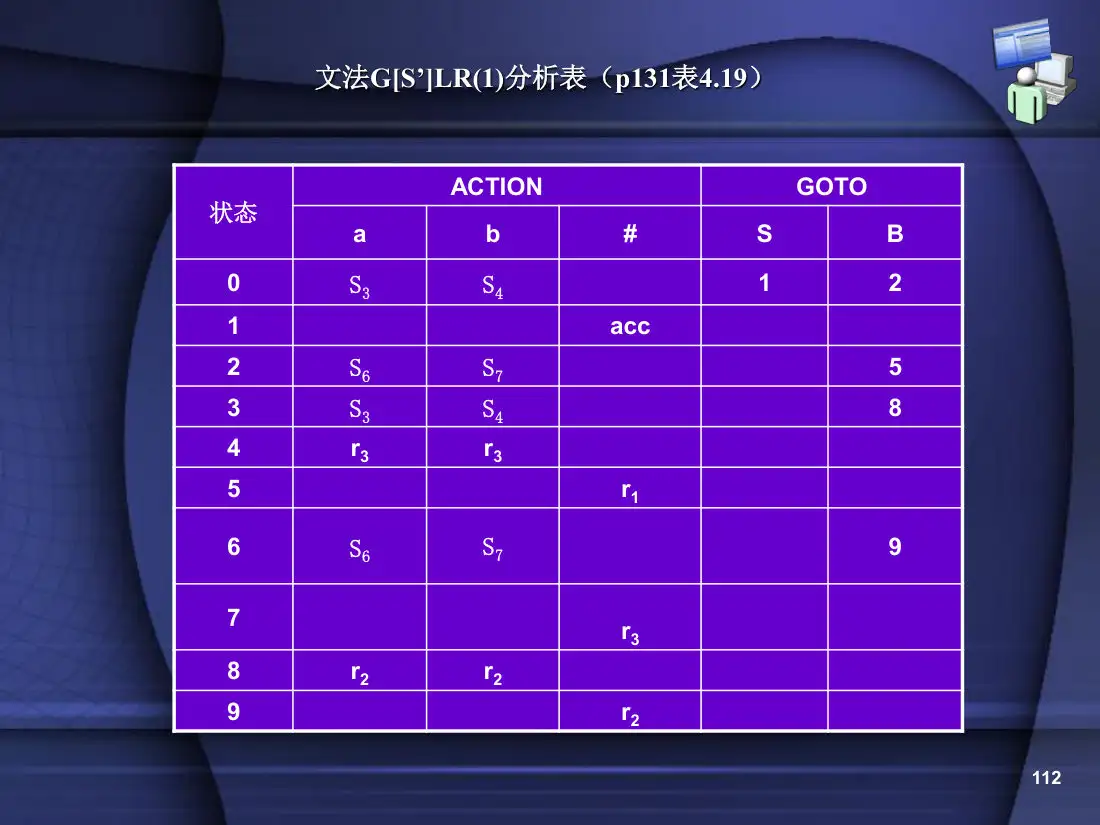 文法G[S’]LR(1)分析表（p131表4.19）
状态 ACTION GOTO
a b # S B
0 S3 S4 1 2
1 acc
2 S6 S7 5
3 S3 S4 8
4 r3 r3
5 r1
6 S6 S7 9
7 r3
8 r2 r2
9 r2
112